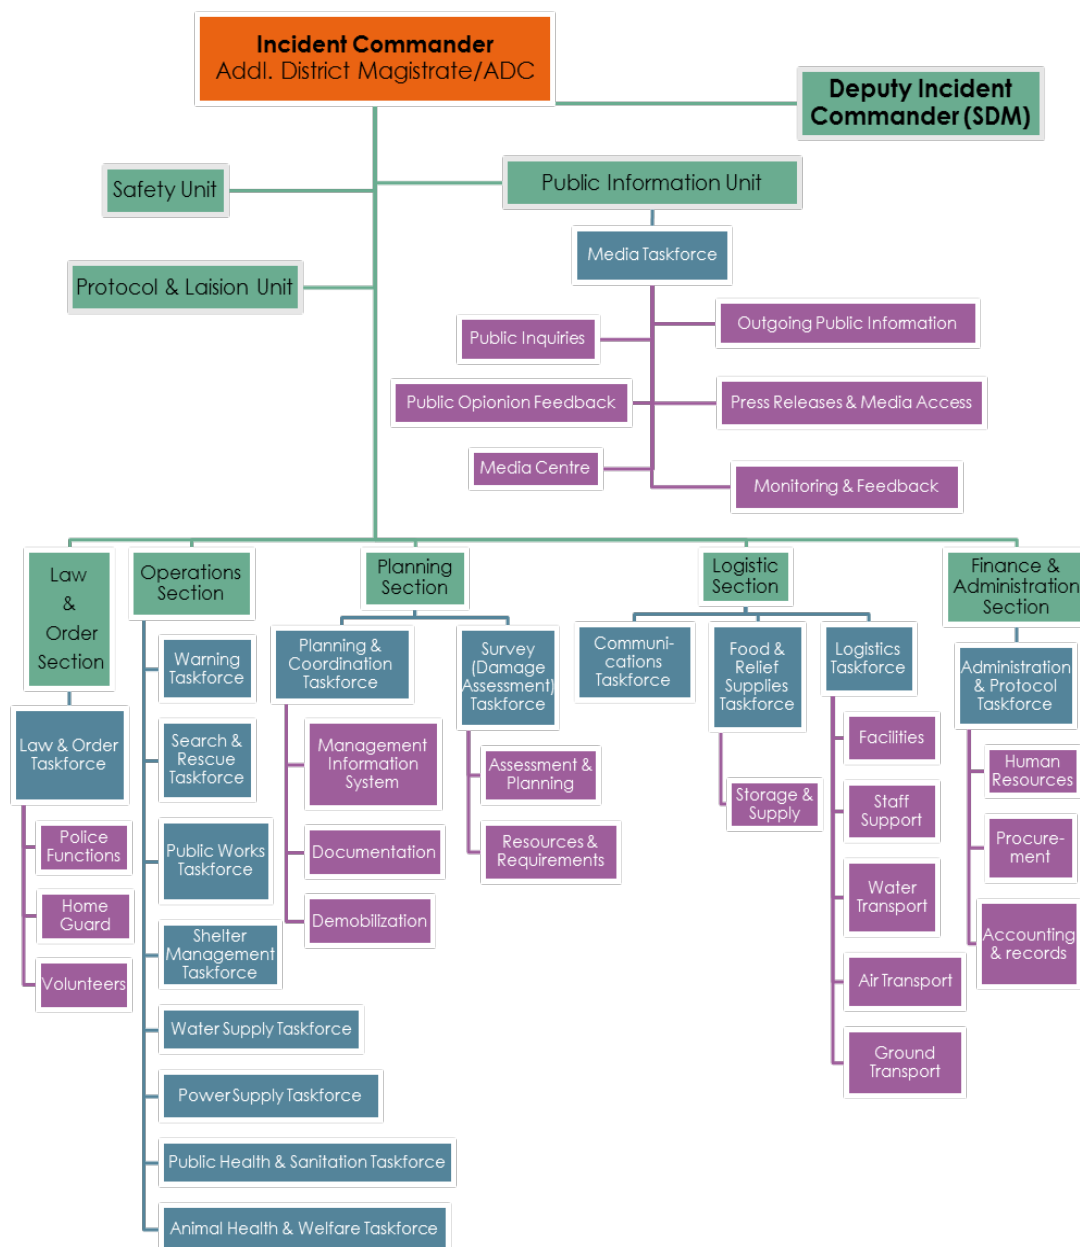 Incident Commander
Addl. District Magistrate/ADC
Deputy Incident
Commander (SDM)
Safety Unit
Public Information Unit
Protocol & Laision Unit
Media Taskforce
Public Inquiries
Outgoing Public Information
Public Opionion Feedback
Press Releases & Media Access
Media Centre
Monitoring & Feedback
Law
&
Order
Section
Law & Order
Taskforce
Police
Functions
Home
Guard
Volunteers
Operations
Section
Warning
Taskforce
Search &
Rescue
Taskforce
Public Works
Taskforce
Shelter
Management
Taskforce
Water Supply Taskforce
Power Supply Taskforce
Public Health & Sanitation Taskforce
Animal Health & Welfare Taskforce
Planning
Section
Planning &
Coordination
Taskforce
Management
Information
System
Documentation
Demobilization
Survey
(Damage
Assessment)
Taskforce
Assessment &
Planning
Resources &
Requirements
Logistic
Section
Communi-
cations
Taskforce
Food &
Relief
Supplies
Taskforce
Storage &
Supply
Logistics
Taskforce
Facilities
Staff
Support
Water
Transport
Air Transport
Ground
Transport
Finance &
Administration
Section
Administration
& Protocol
Taskforce
Human
Resources
Procure-
ment
Accounting
& records